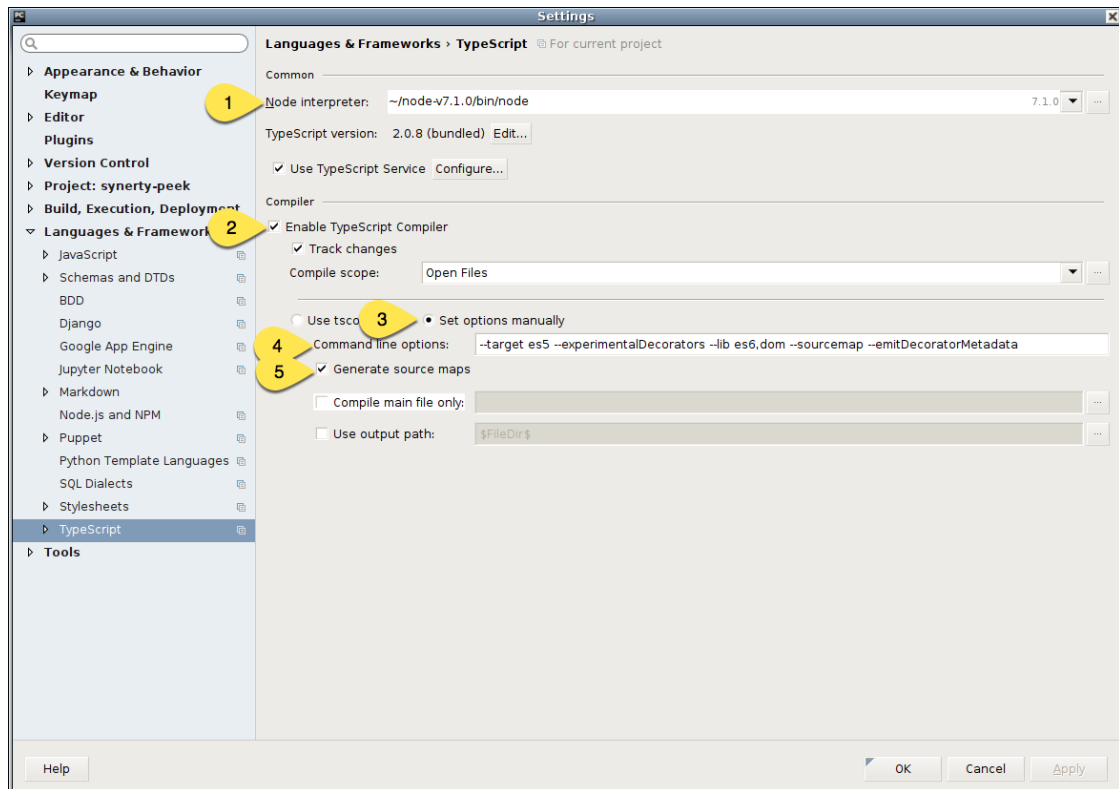 PC Settings
Languages & Frameworks › TypeScript For current project
Appearance & Behavior
Keymap
Editor
Plugins
Version Control
Project: synerty-peek
Build, Execution, Deployment
Languages & Framework
JavaScript
Schemas and DTDs
BDD
Django
Google App Engine
Jupyter Notebook
Markdown
Node.js and NPM
Puppet
Python Template Languages
SQL Dialects
Stylesheets
TypeScript
Tools
Common
1 Node interpreter: ~/node-v7.1.0/bin/node 7.1.0 ...
TypeScript version: 2.0.8 (bundled) Edit...
Use TypeScript Service Configure...
Compiler
2 Enable TypeScript Compiler
Track changes
Compile scope: Open Files ...
Use tsco 3 Set options manually
4 Command line options: --target es5 --experimentalDecorators --lib es6,dom --sourcemap --emitDecoratorMetadata
5 Generate source maps
Compile main file only: ...
Use output path: $FileDir$ ...
Help OK Cancel Apply